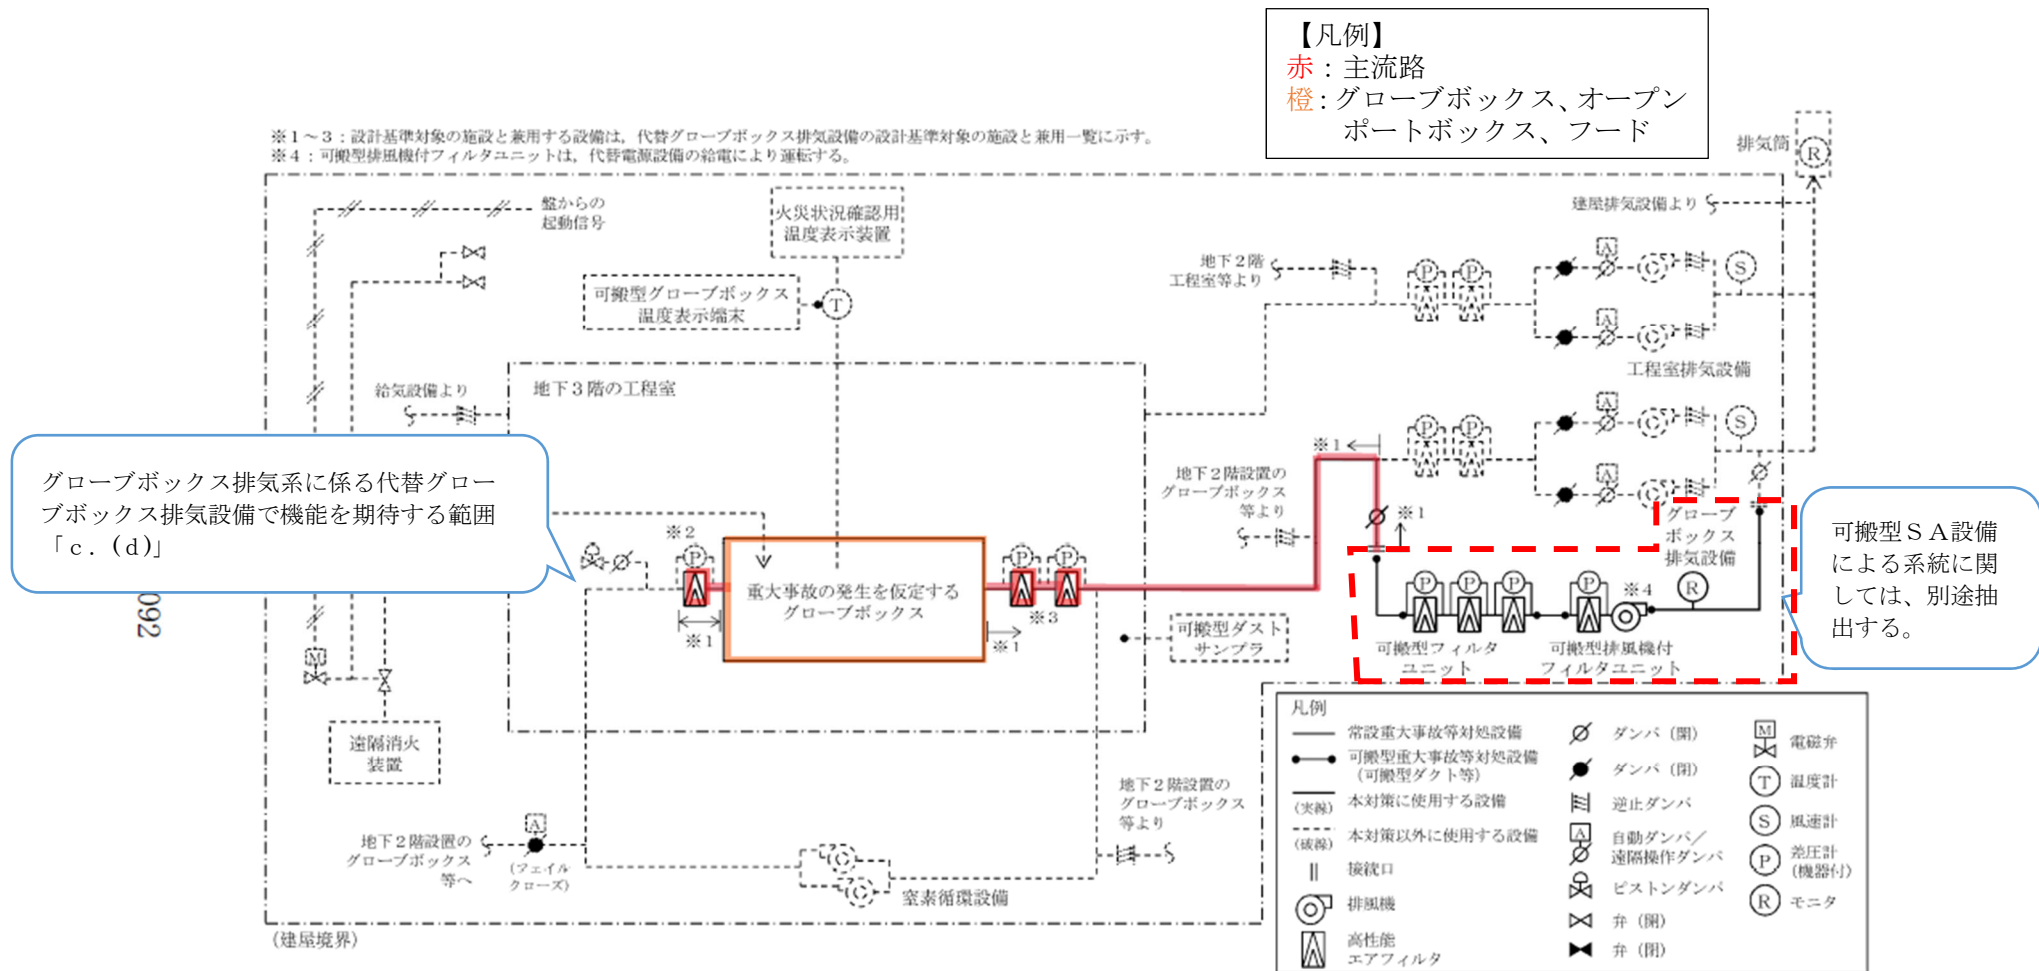 【凡例】
赤：主流路
橙：グローブボックス、オープン
ポートボックス、フード
※１～３：設計基準対象の施設と兼用する設備は，代替グローブボックス排気設備の設計基準対象の施設と兼用一覧に示す。
※４：可搬型排風機付フィルタユニットは，代替電源設備の給電により運転する。
排気筒
R
盤からの
起動信号
火災状況確認用
温度表示装置
建屋排気設備より
地下２階
工程室等より
P
P
A
S
可搬型グローブボックス
温度表示端末
T
A
工程室排気設備
給気設備より
地下３階の工程室
P
P
A
S
※１
地下２階設置の
グローブボックス
等より
A
グローブボックス排気系に係る代替グロー
ブボックス排気設備で機能を期待する範囲
「ｃ．(d)」
※２
P
P
P
※１
グローブ
ボックス
排気設備
可搬型ＳＡ設備
による系統に関
しては、別途抽
出する。
重大事故の発生を仮定する
グローブボックス
※３
P
P
P
P
※４
R
※１
※１
可搬型ダスト
サンプラ
可搬型フィルタ
ユニット
可搬型排風機付
フィルタユニット
092
M
遠隔消火
装置
地下２階設置の
グローブボックス
等より
地下２階設置の
グローブボックス
等へ
A
(フェイル
クローズ)
窒素循環設備
(建屋境界)
凡例
常設重大事故等対処設備
可搬型重大事故等対処設備
（可搬型ダクト等）
(実線)
本対策に使用する設備
(破線)
本対策以外に使用する設備
接続口
排風機
高性能
エアフィルタ
ダンパ（開）
ダンパ（閉）
逆止ダンパ
A
自動ダンパ／
遠隔操作ダンパ
ピストンダンパ
弁（開）
弁（閉）
M
電磁弁
T
温度計
S
風速計
P
差圧計
(機器付)
R
モニタ